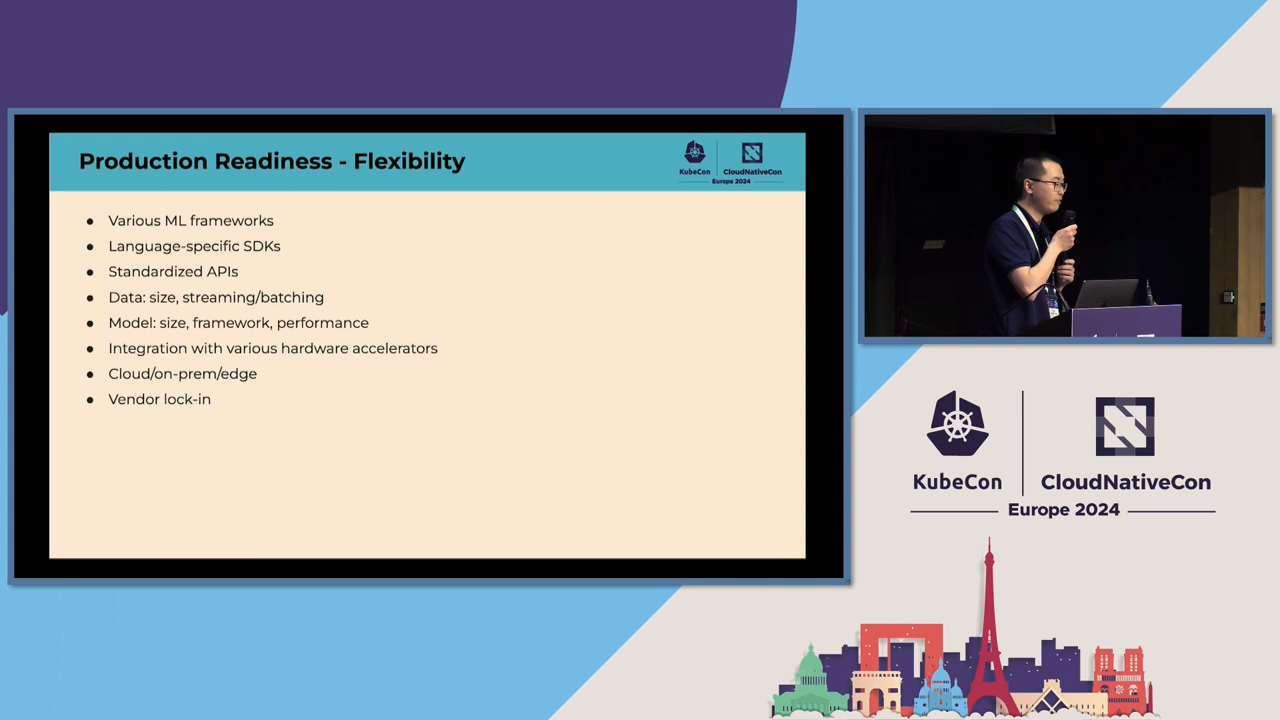 Production Readiness - Flexibility
KubeCon
CloudNativeCon
Europe 2024
● Various ML frameworks
● Language-specific SDKs
● Standardized APIs
● Data: size, streaming/batching
● Model: size, framework, performance
● Integration with various hardware accelerators
● Cloud/on-prem/edge
● Vendor lock-in
KubeCon
CloudNativeCon
Europe 2024